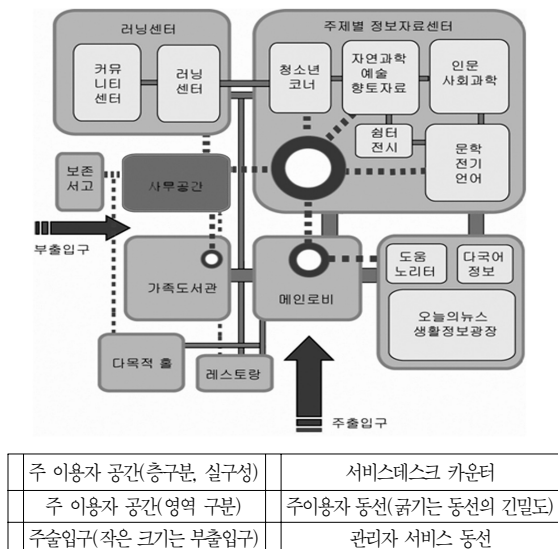 러닝센터
주제별 정보자료센터
커뮤
니티
센터
러닝
센터
청소년
코너
자연과학
예술
향토자료
인문
사회과학
쉼터
전시
문학
전기
언어
보존
서고
사무공간
부출입구
가족도서관
메인로비
도움
노리터
다국어
정보
오늘의뉴스
생활정보광장
다목적 홀
레스토랑
주출입구
주 이용자 공간(층구분, 실구성)
서비스데스크 카운터
주 이용자 공간(영역 구분)
주이용자 동선(굵기는 동선의 긴밀도)
주술입구(작은 크기는 부출입구)
관리자 서비스 동선